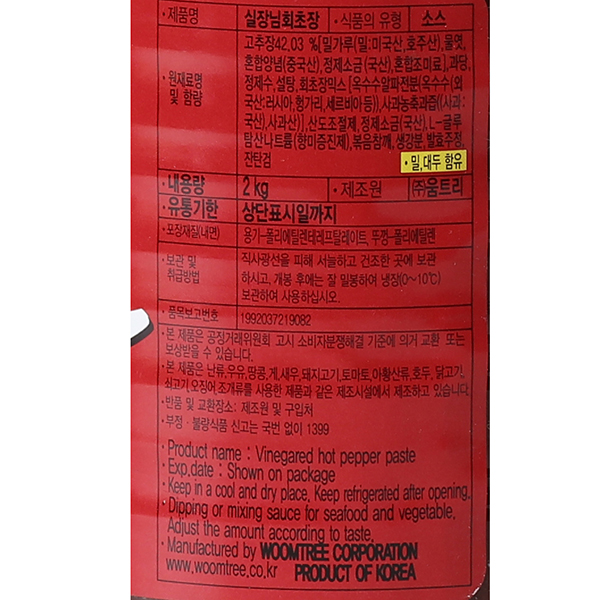 ·제품명 실장님회초장 ·식품의 유형 소스
·원재료명 및 함량
고추장42.03 %[밀가루(밀:미국산, 호주산),물엿,
혼합양념(중국산),정제소금(국산),혼합조미료],과당,
정제수,설탕, 회초장믹스 [옥수수알파전분(옥수수(외
국산:러시아,헝가리,세르비아등)),사과농축과즙((사과:
국산),사과산)],산도조절제,정제소금(국산), L-글루
탐산나트륨(향미증진제),볶음참깨, 생강분,발효주정,
잔탄검
·밀,대두 함유
·내용량 2 kg ·제조원 ㈜움트리
·유통기한 상단표시일까지
·포장재질(내면) 용기-폴리에틸렌테레프탈레이트, 뚜껑-폴리에틸렌
·보관 및 취급방법
직사광선을 피해 서늘하고 건조한 곳에 보관
하시고, 개봉 후에는 잘 밀봉하여 냉장(0~10℃)
보관하여 사용하십시오.
·품목보고번호 1992037219082
·본 제품은 공정거래위원회 고시 소비자분쟁해결 기준에 의거 교환 또는
보상받을 수 있습니다.
·본 제품은 난류,우유,땅콩,게,새우,돼지고기,토마토,아황산류,호두, 닭고기,
쇠고기,오징어 조개류를 사용한 제품과 같은 제조시설에서 제조하고 있습니다.
·반품 및 교환장소: 제조원 및 구입처
·부정·불량식품 신고는 국번 없이 1399
·Product name : Vinegared hot pepper paste
·Exp.date : Shown on package
·Keep in a cool and dry place, Keep refrigerated after opening.
·Dipping or mixing sauce for seafood and vegetable.
Adjust the amount according to taste.
·Manufactured by WOOMTREE CORPORATION
www.woomtree.co.kr PRODUCT OF KOREA